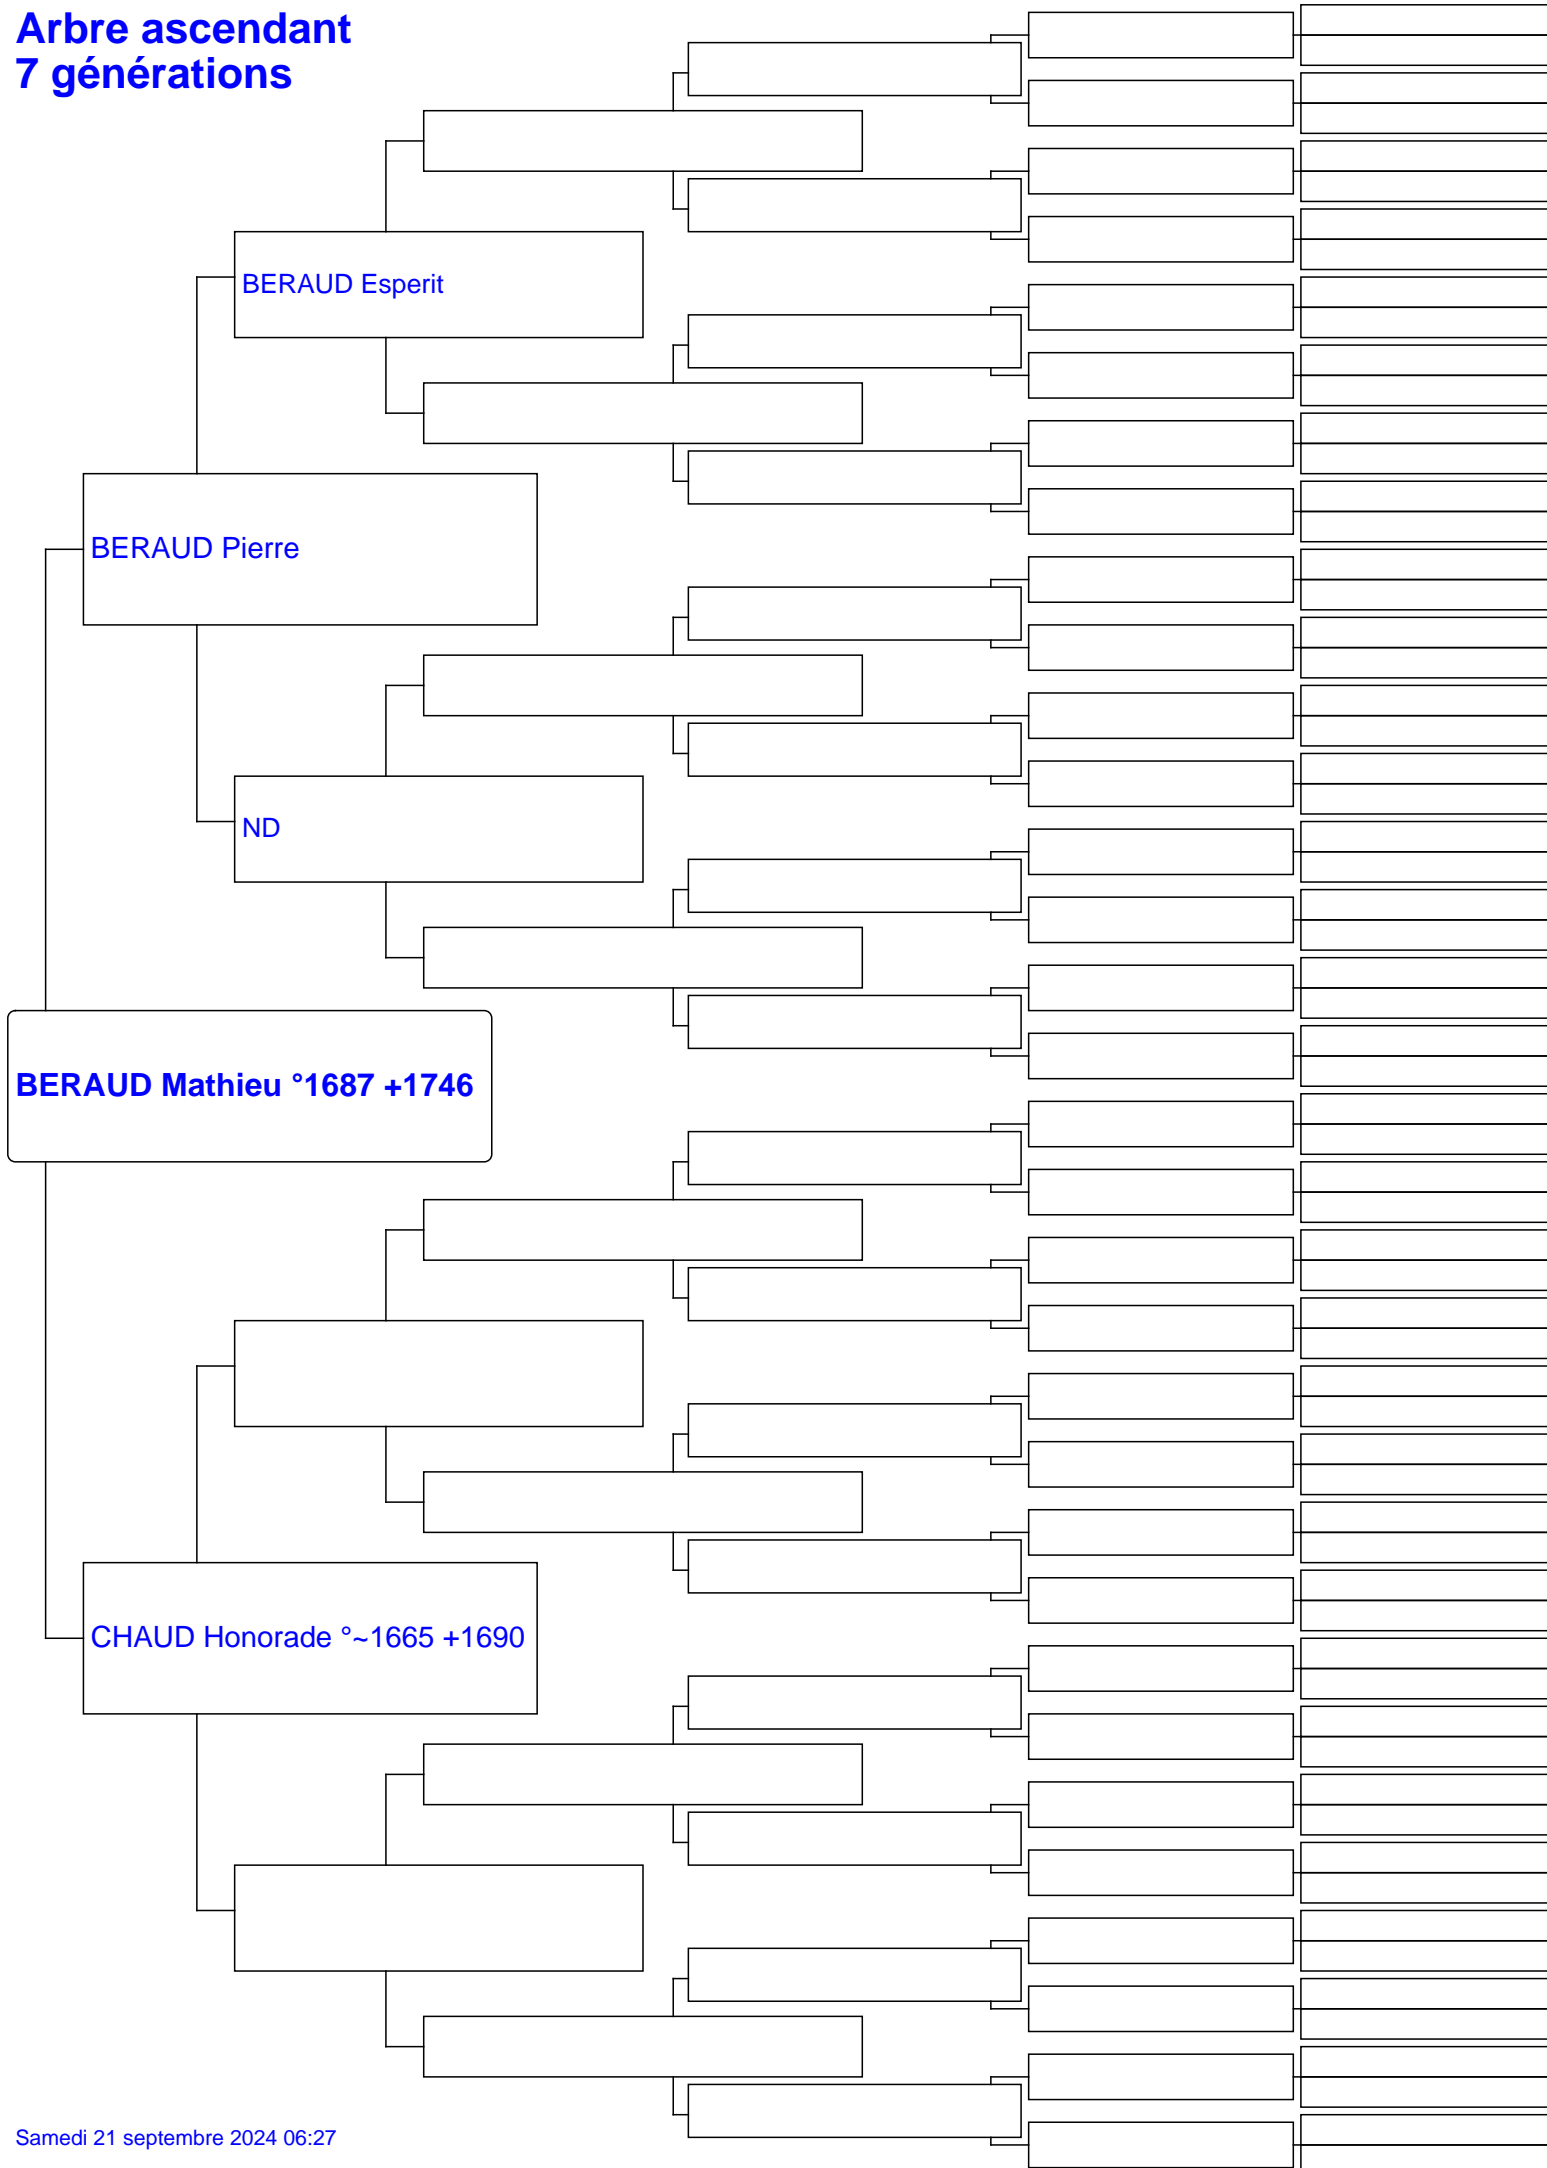 Arbre ascendant
7 générations
BERAUD Esperit
BERAUD Pierre
ND
BERAUD Mathieu °1687 +1746
CHAUD Honorade °~1665 +1690
Samedi 21 septembre 2024 06:27